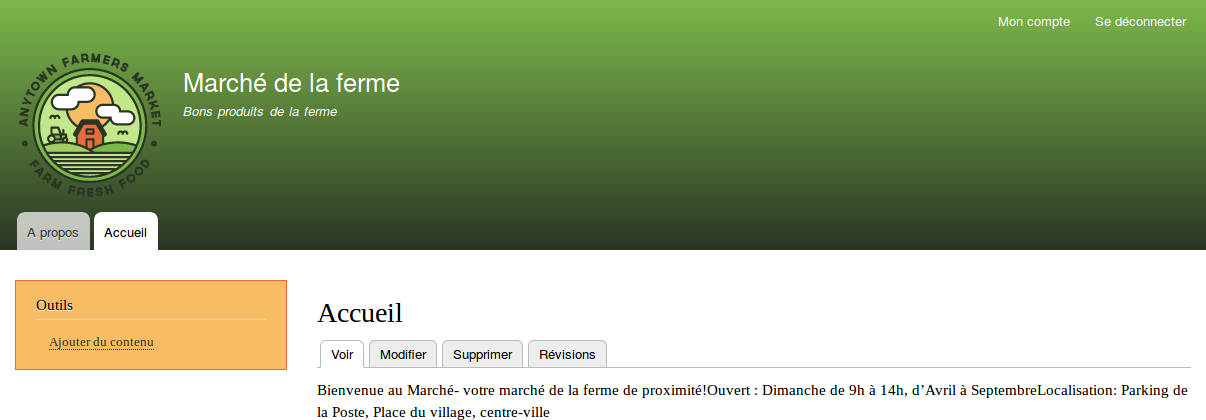 Mon compte Se déconnecter
ANYTOWN FARMERS MARKET
FARM FRESH FOOD
Marché de la ferme
Bons produits de la ferme
A propos Accueil
Outils
Ajouter du contenu
Accueil
Voir Modifier Supprimer Révisions
Bienvenue au Marché- votre marché de la ferme de proximité!Ouvert : Dimanche de 9h à 14h, d’Avril à SeptembreLocalisation: Parking de
la Poste, Place du village, centre-ville